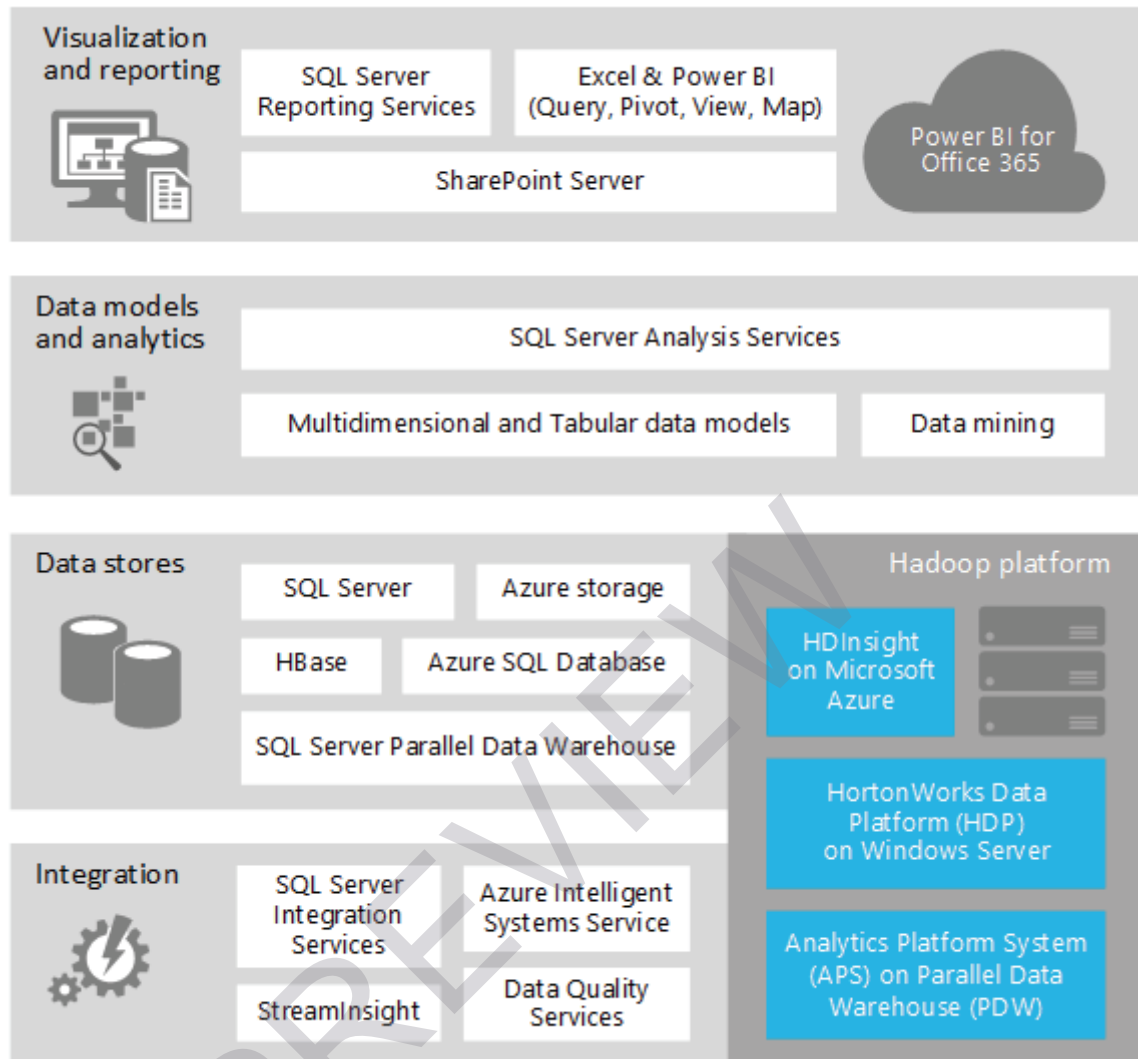 Visualization
and reporting
SQL Server
Reporting Services
Excel & Power BI
(Query, Pivot, View, Map)
SharePoint Server
Power BI for
Office 365
Data models
and analytics
SQL Server Analysis Services
Multidimensional and Tabular data models
Data mining
Data stores
SQL Server
Azure storage
HBase
Azure SQL Database
SQL Server Parallel Data Warehouse
Hadoop platform
HDInsight
on Microsoft
Azure
HortonWorks Data
Platform (HDP)
on Windows Server
Analytics Platform System
(APS) on Parallel Data
Warehouse (PDW)
Integration
SQL Server
Integration
Services
Azure Intelligent
Systems Service
StreamInsight
Data Quality
Services
PREVIEW